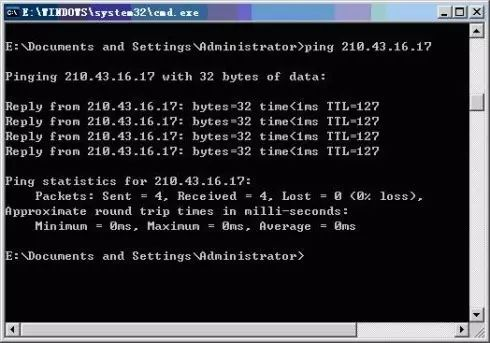 E:\WINDOWS\system32\cmd.exe
E:\Documents and Settings\Administrator>ping 210.43.16.17
Pinging 210.43.16.17 with 32 bytes of data:
Reply from 210.43.16.17: bytes=32 time<1ms TTL=127
Reply from 210.43.16.17: bytes=32 time<1ms TTL=127
Reply from 210.43.16.17: bytes=32 time<1ms TTL=127
Reply from 210.43.16.17: bytes=32 time<1ms TTL=127
Ping statistics for 210.43.16.17:
    Packets: Sent = 4, Received = 4, Lost = 0 (0% loss),
Approximate round trip times in milli-seconds:
    Minimum = 0ms, Maximum = 0ms, Average = 0ms
E:\Documents and Settings\Administrator>